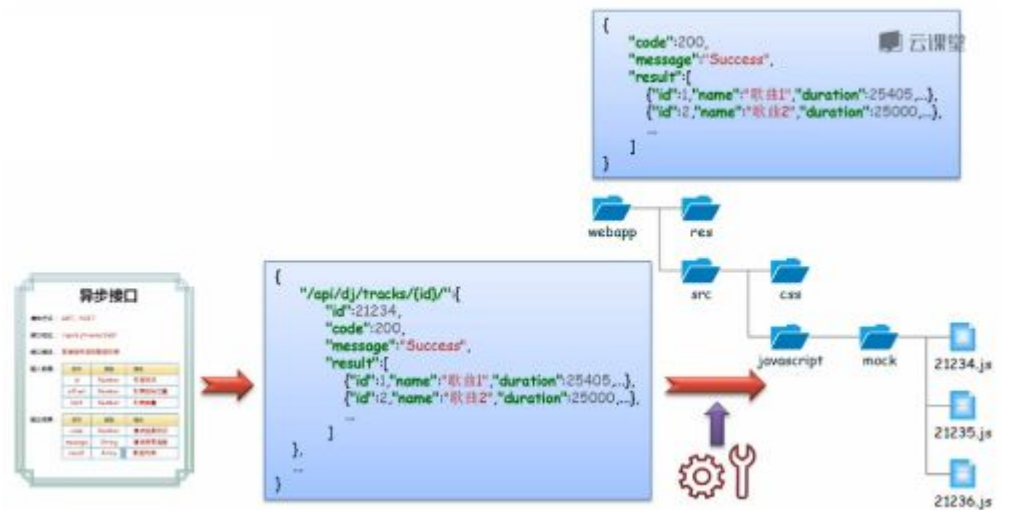 {
"code":200,
"message":"Success",
"result":[
{"id":1,"name":"歌曲1","duration":25405,...},
{"id":2,"name":"歌曲2","duration":25000,...},
...
]
}
云课堂
webapp
res
src
css
javascript
mock
21234.js
21235.js
21236.js
异步接口
{
"/api/dj/tracks/{id}/":{
"id":21234,
"code":200,
"message":"Success",
"result":[
{"id":1,"name":"歌曲1","duration":25405,...},
{"id":2,"name":"歌曲2","duration":25000,...},
...
]
},
...
}